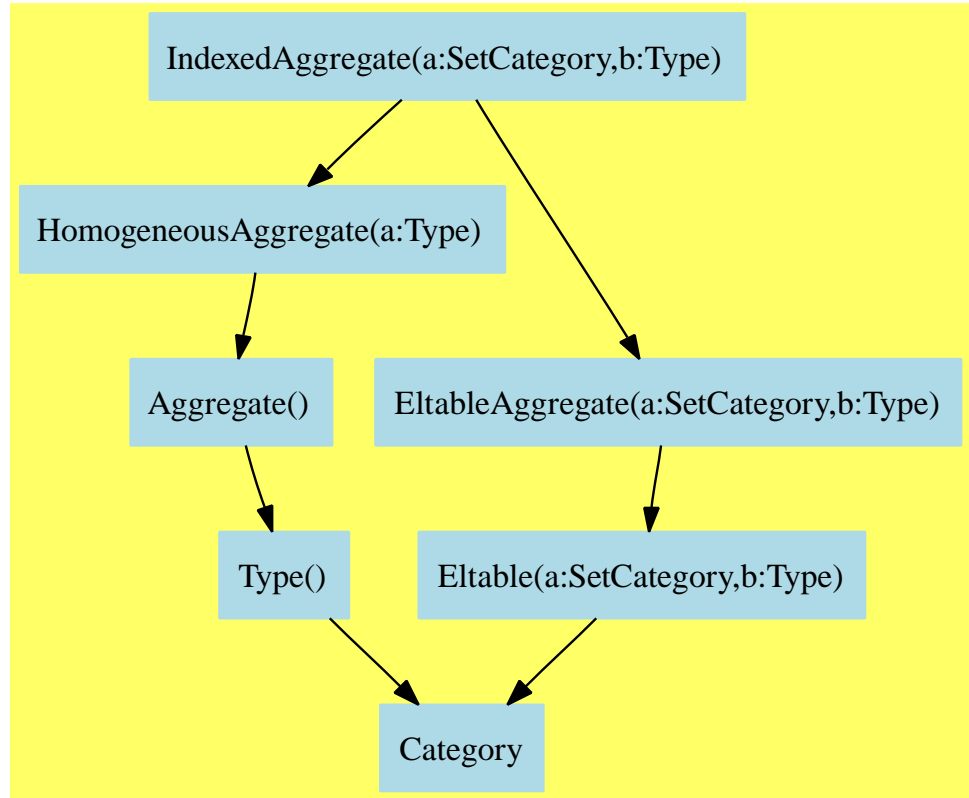 IndexedAggregate(a:SetCategory,b:Type)
HomogeneousAggregate(a:Type)
Aggregate()
EltableAggregate(a:SetCategory,b:Type)
Type()
Eltable(a:SetCategory,b:Type)
Category